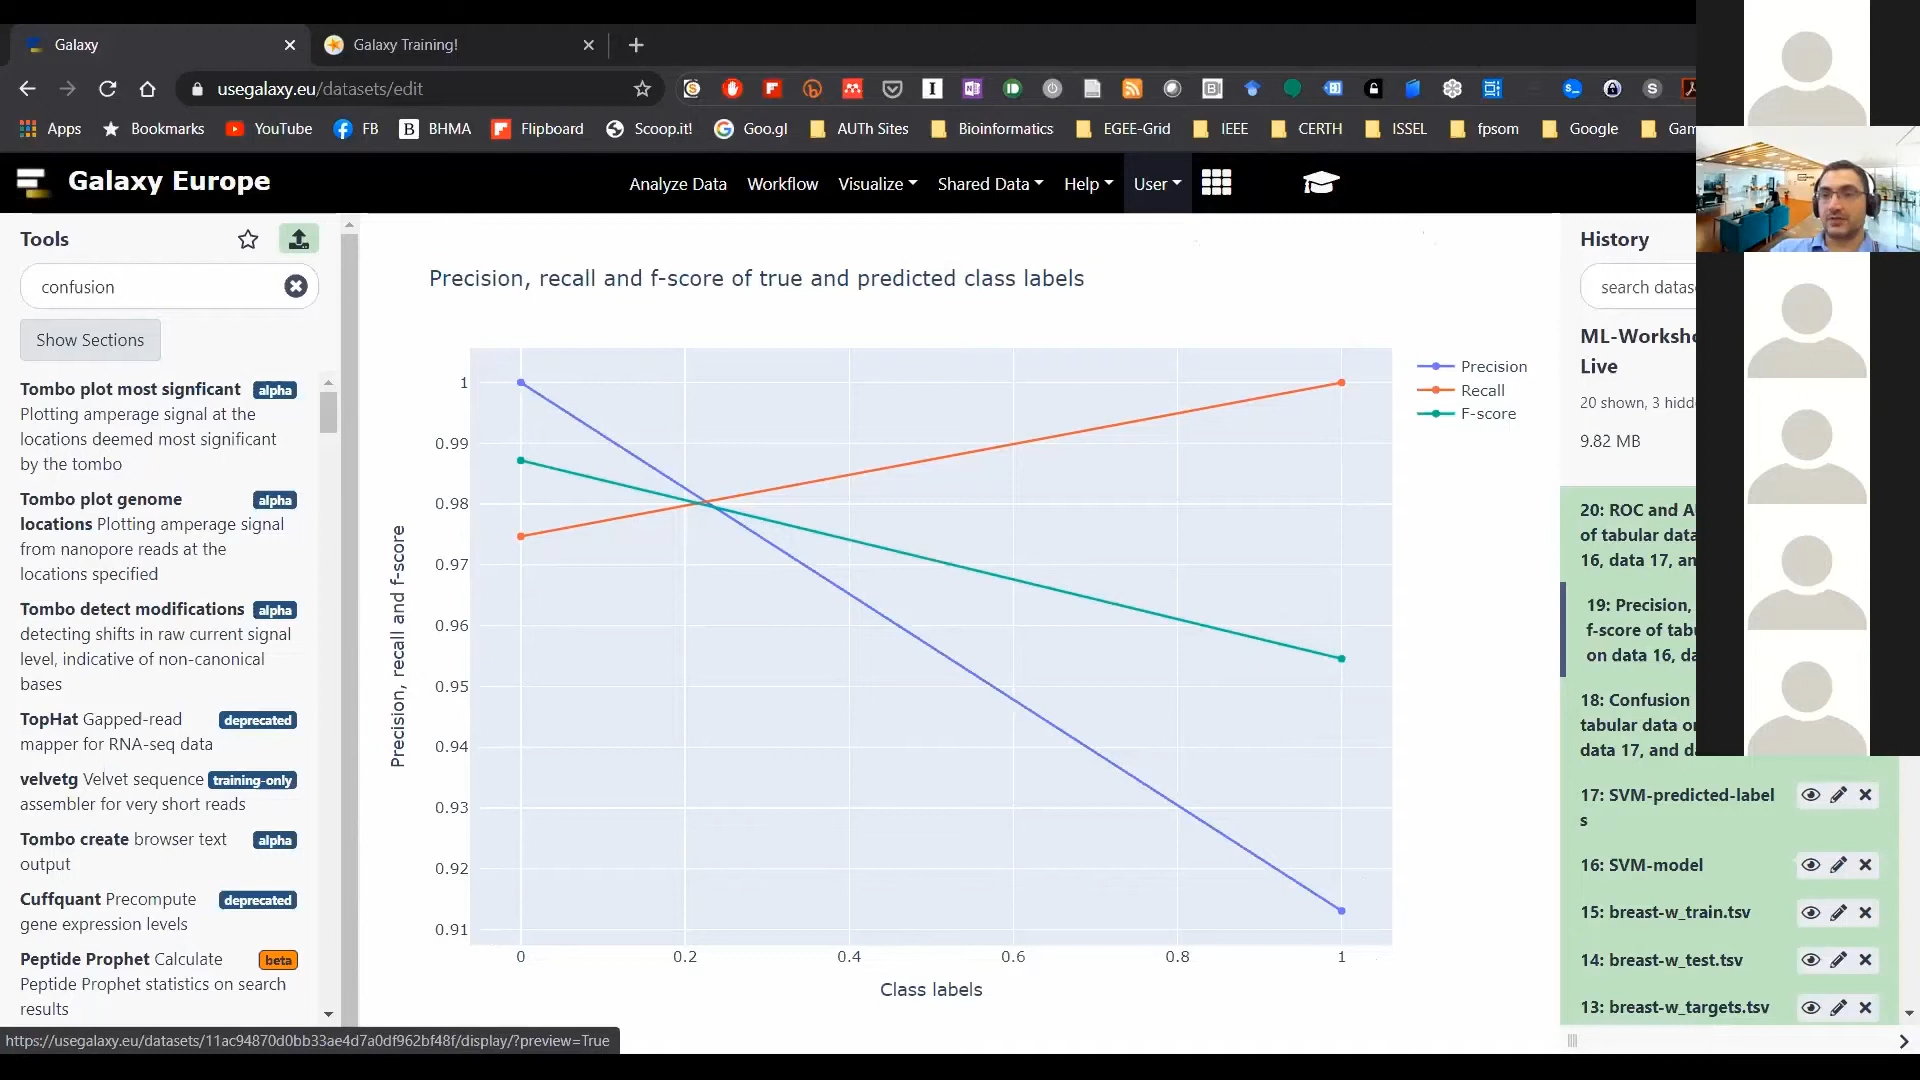 Galaxy
Galaxy Training!
usegalaxy.eu/datasets/edit
Apps
Bookmarks
YouTube
FB
BHMA
Flipboard
Scoop.it!
Goo.gl
AUTh Sites
Bioinformatics
EGEE-Grid
IEEE
CERTH
ISSEL
fpsom
Google
Gam
Galaxy Europe
Analyze Data
Workflow
Visualize
Shared Data
Help
User
Tools
confusion
Show Sections
Tombo plot most signficant alpha
Plotting amperage signal at the
locations deemed most significant
by the tombo
Tombo plot genome alpha
locations Plotting amperage signal
from nanopore reads at the
locations specified
Tombo detect modifications alpha
detecting shifts in raw current signal
level, indicative of non-canonical
bases
TopHat Gapped-read deprecated
mapper for RNA-seq data
velvetg Velvet sequence training-only
assembler for very short reads
Tombo create browser text alpha
output
Cuffquant Precompute deprecated
gene expression levels
Peptide Prophet Calculate beta
Peptide Prophet statistics on search
results
https://usegalaxy.eu/datasets/11ac94870d0bb33ae4d7a0df962bf48f/display/?preview=True
Precision, recall and f-score of true and predicted class labels
Precision
Recall
F-score
1
0.99
0.98
0.97
0.96
0.95
0.94
0.93
0.92
0.91
Precision, recall and f-score
0
0.2
0.4
0.6
0.8
1
Class labels
History
search datas
ML-Worksho
Live
20 shown, 3 hidd
9.82 MB
20: ROC and A
of tabular data
16, data 17, an
19: Precision,
f-score of tabu
on data 16, da
18: Confusion
tabular data o
data 17, and d
17: SVM-predicted-label
s
16: SVM-model
15: breast-w_train.tsv
14: breast-w_test.tsv
13: breast-w_targets.tsv